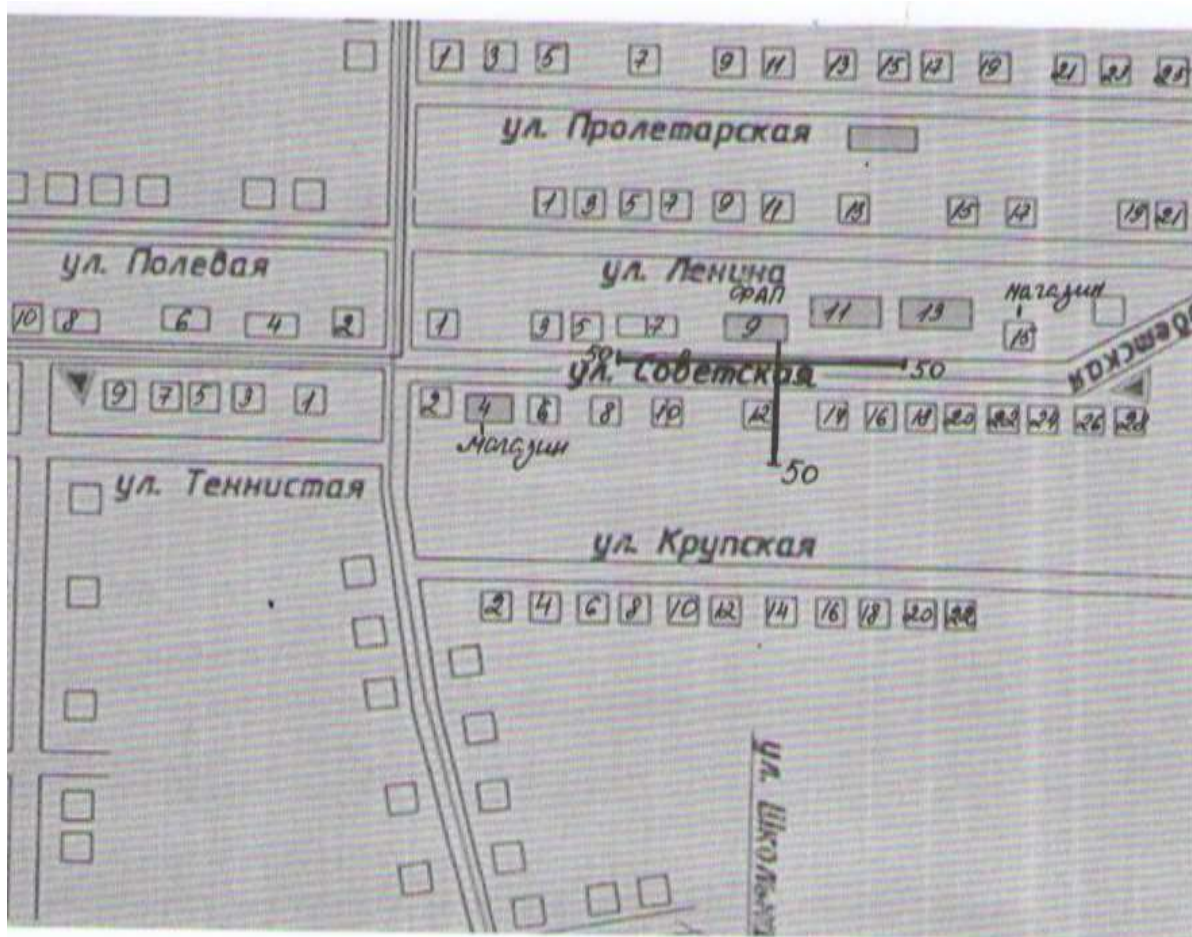 1 3 5 7 9 11 13 15 17 19 21 23 25
ул. Пролетарская
1 3 5 7 9 11 13 15 17 19 21
ул. Полевая
ул. Ленина
ФАП
магазин
10 8 6 4 2
1 3 5 7 9 11 13 15
50 50
ул. Советская
9 7 5 3 1
2 4 6 8 10 12 14 16 18 20 22 24 26 28
магазин
50
ул. Теннистая
ул. Крупская
2 4 6 8 10 12 14 16 18 20 22